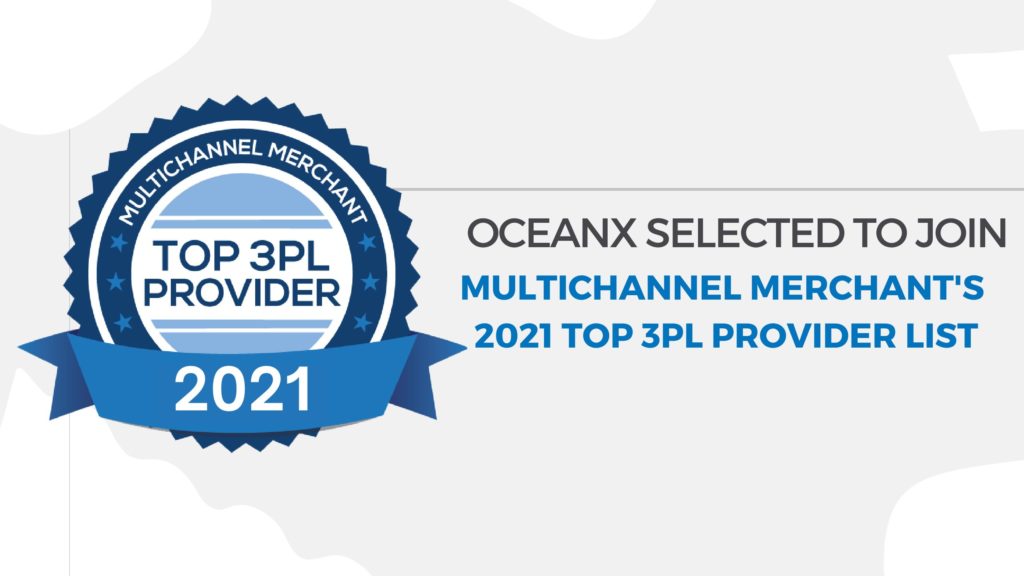 MULTICHANNEL MERCHANT
TOP 3PL
PROVIDER
2021
OCEANX SELECTED TO JOIN
MULTICHANNEL MERCHANT'S
2021 TOP 3PL PROVIDER LIST